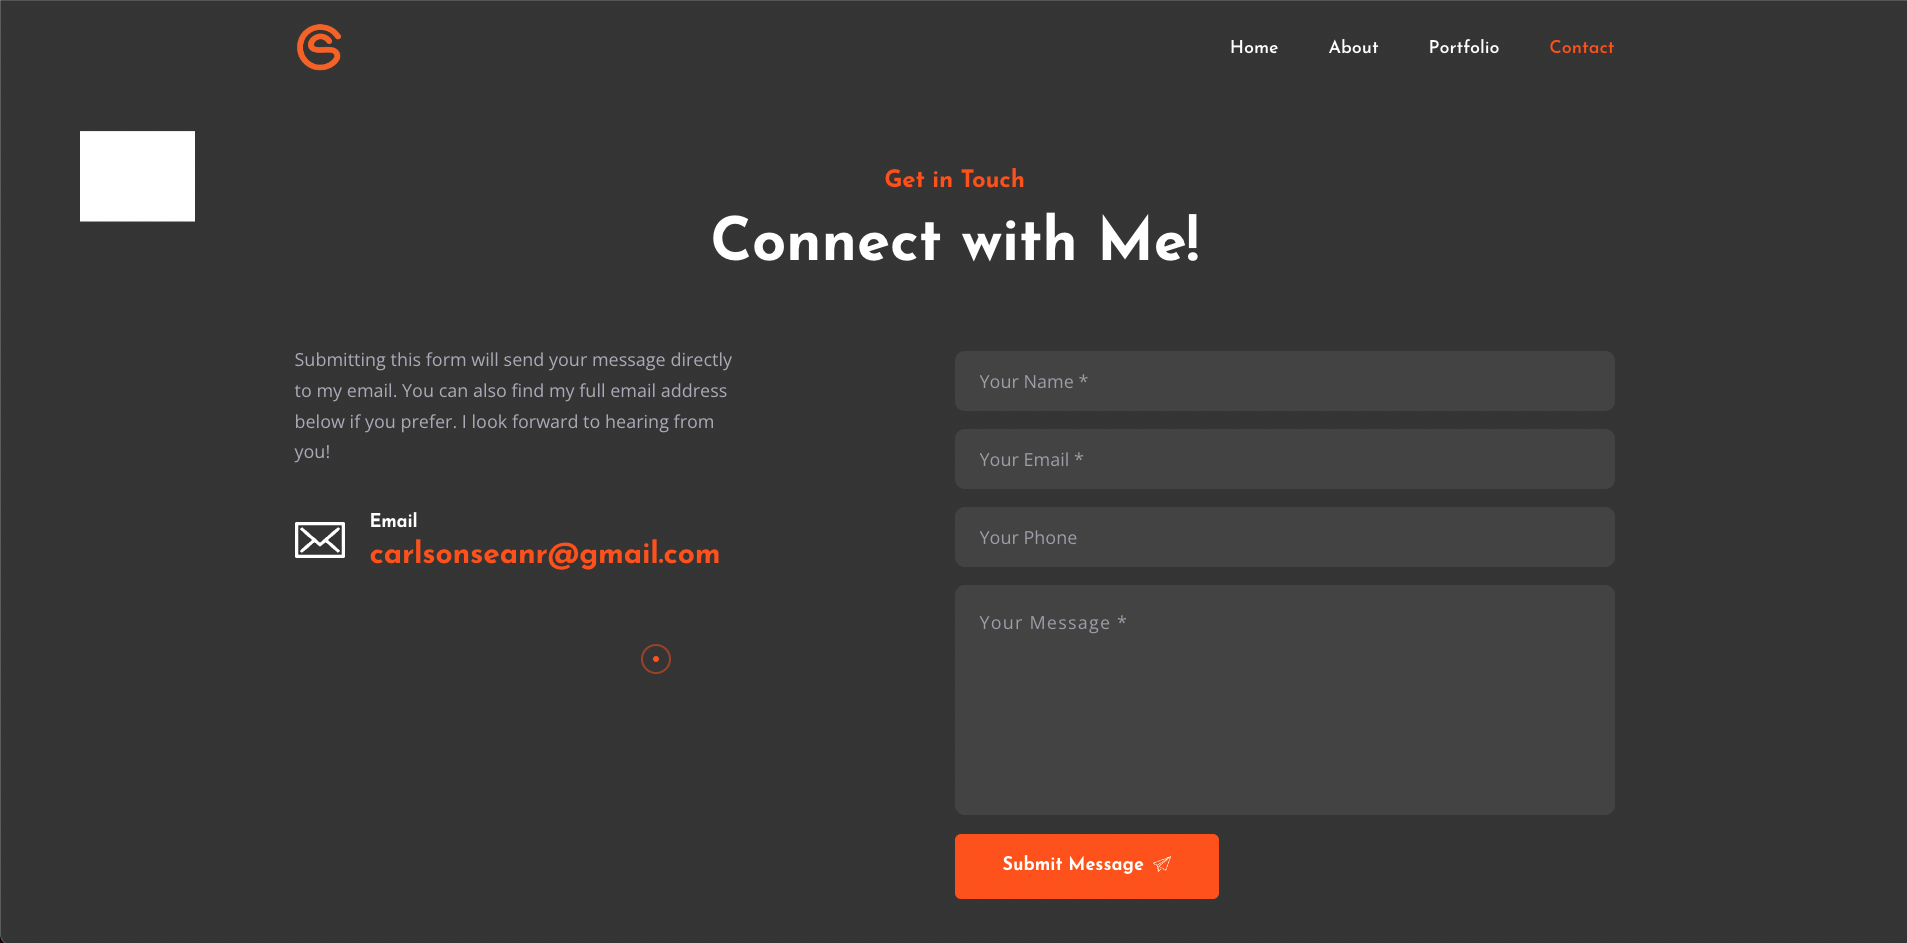 Home
About
Portfolio
Contact
Get in Touch
Connect with Me!
Submitting this form will send your message directly
to my email. You can also find my full email address
below if you prefer. I look forward to hearing from
you!
Email
carlsonseanr@gmail.com
Your Name *
Your Email *
Your Phone
Your Message *
Submit Message